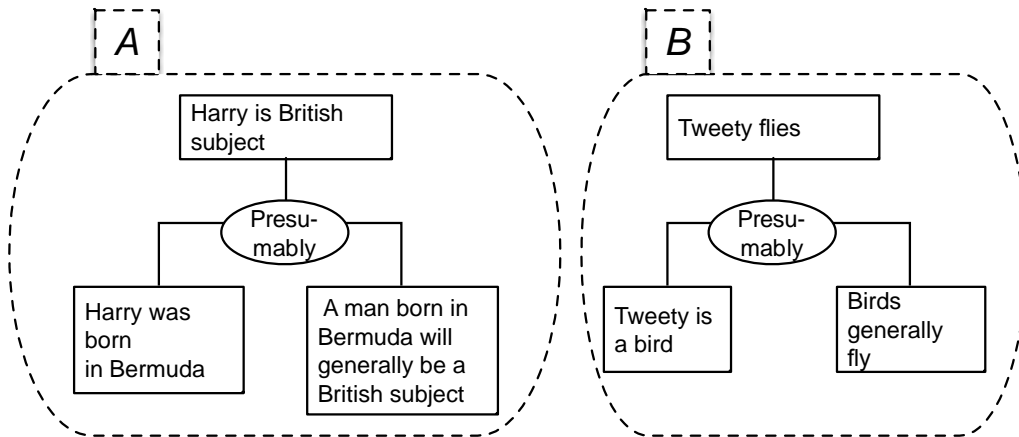 A
Harry is British
subject
Presu-
mably
Harry was
born
in Bermuda
A man born in
Bermuda will
generally be a
British subject
B
Tweety flies
Presu-
mably
Tweety is
a bird
Birds
generally
fly